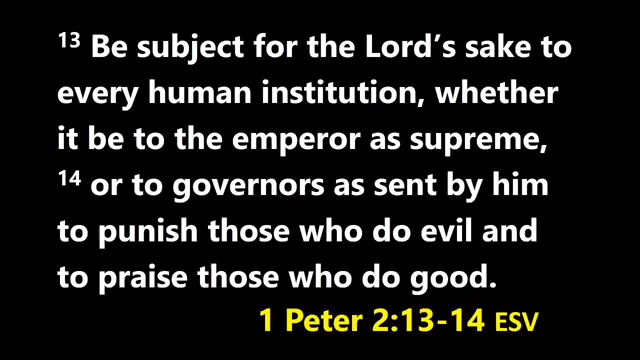 13 Be subject for the Lord’s sake to
every human institution, whether
it be to the emperor as supreme,
14 or to governors as sent by him
to punish those who do evil and
to praise those who do good.
1 Peter 2:13-14 ESV